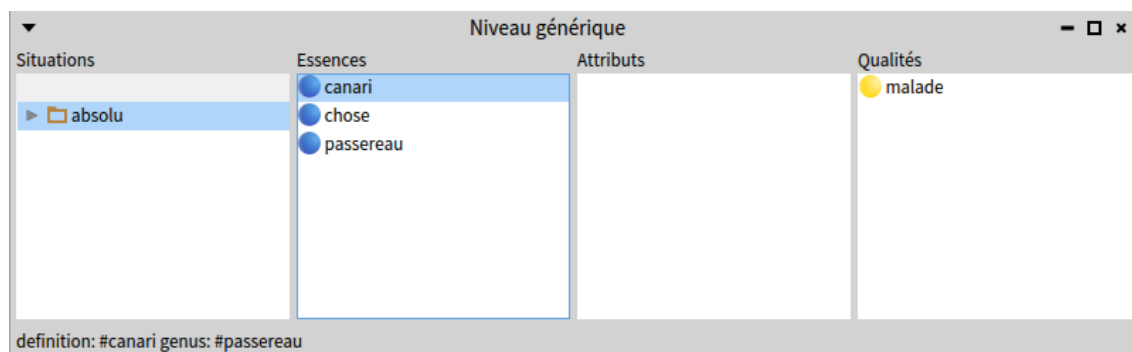 Niveau générique
Situations Essences Attributs Qualités
canari malade
absolu chose
passereau
definition: #canari genus: #passereau